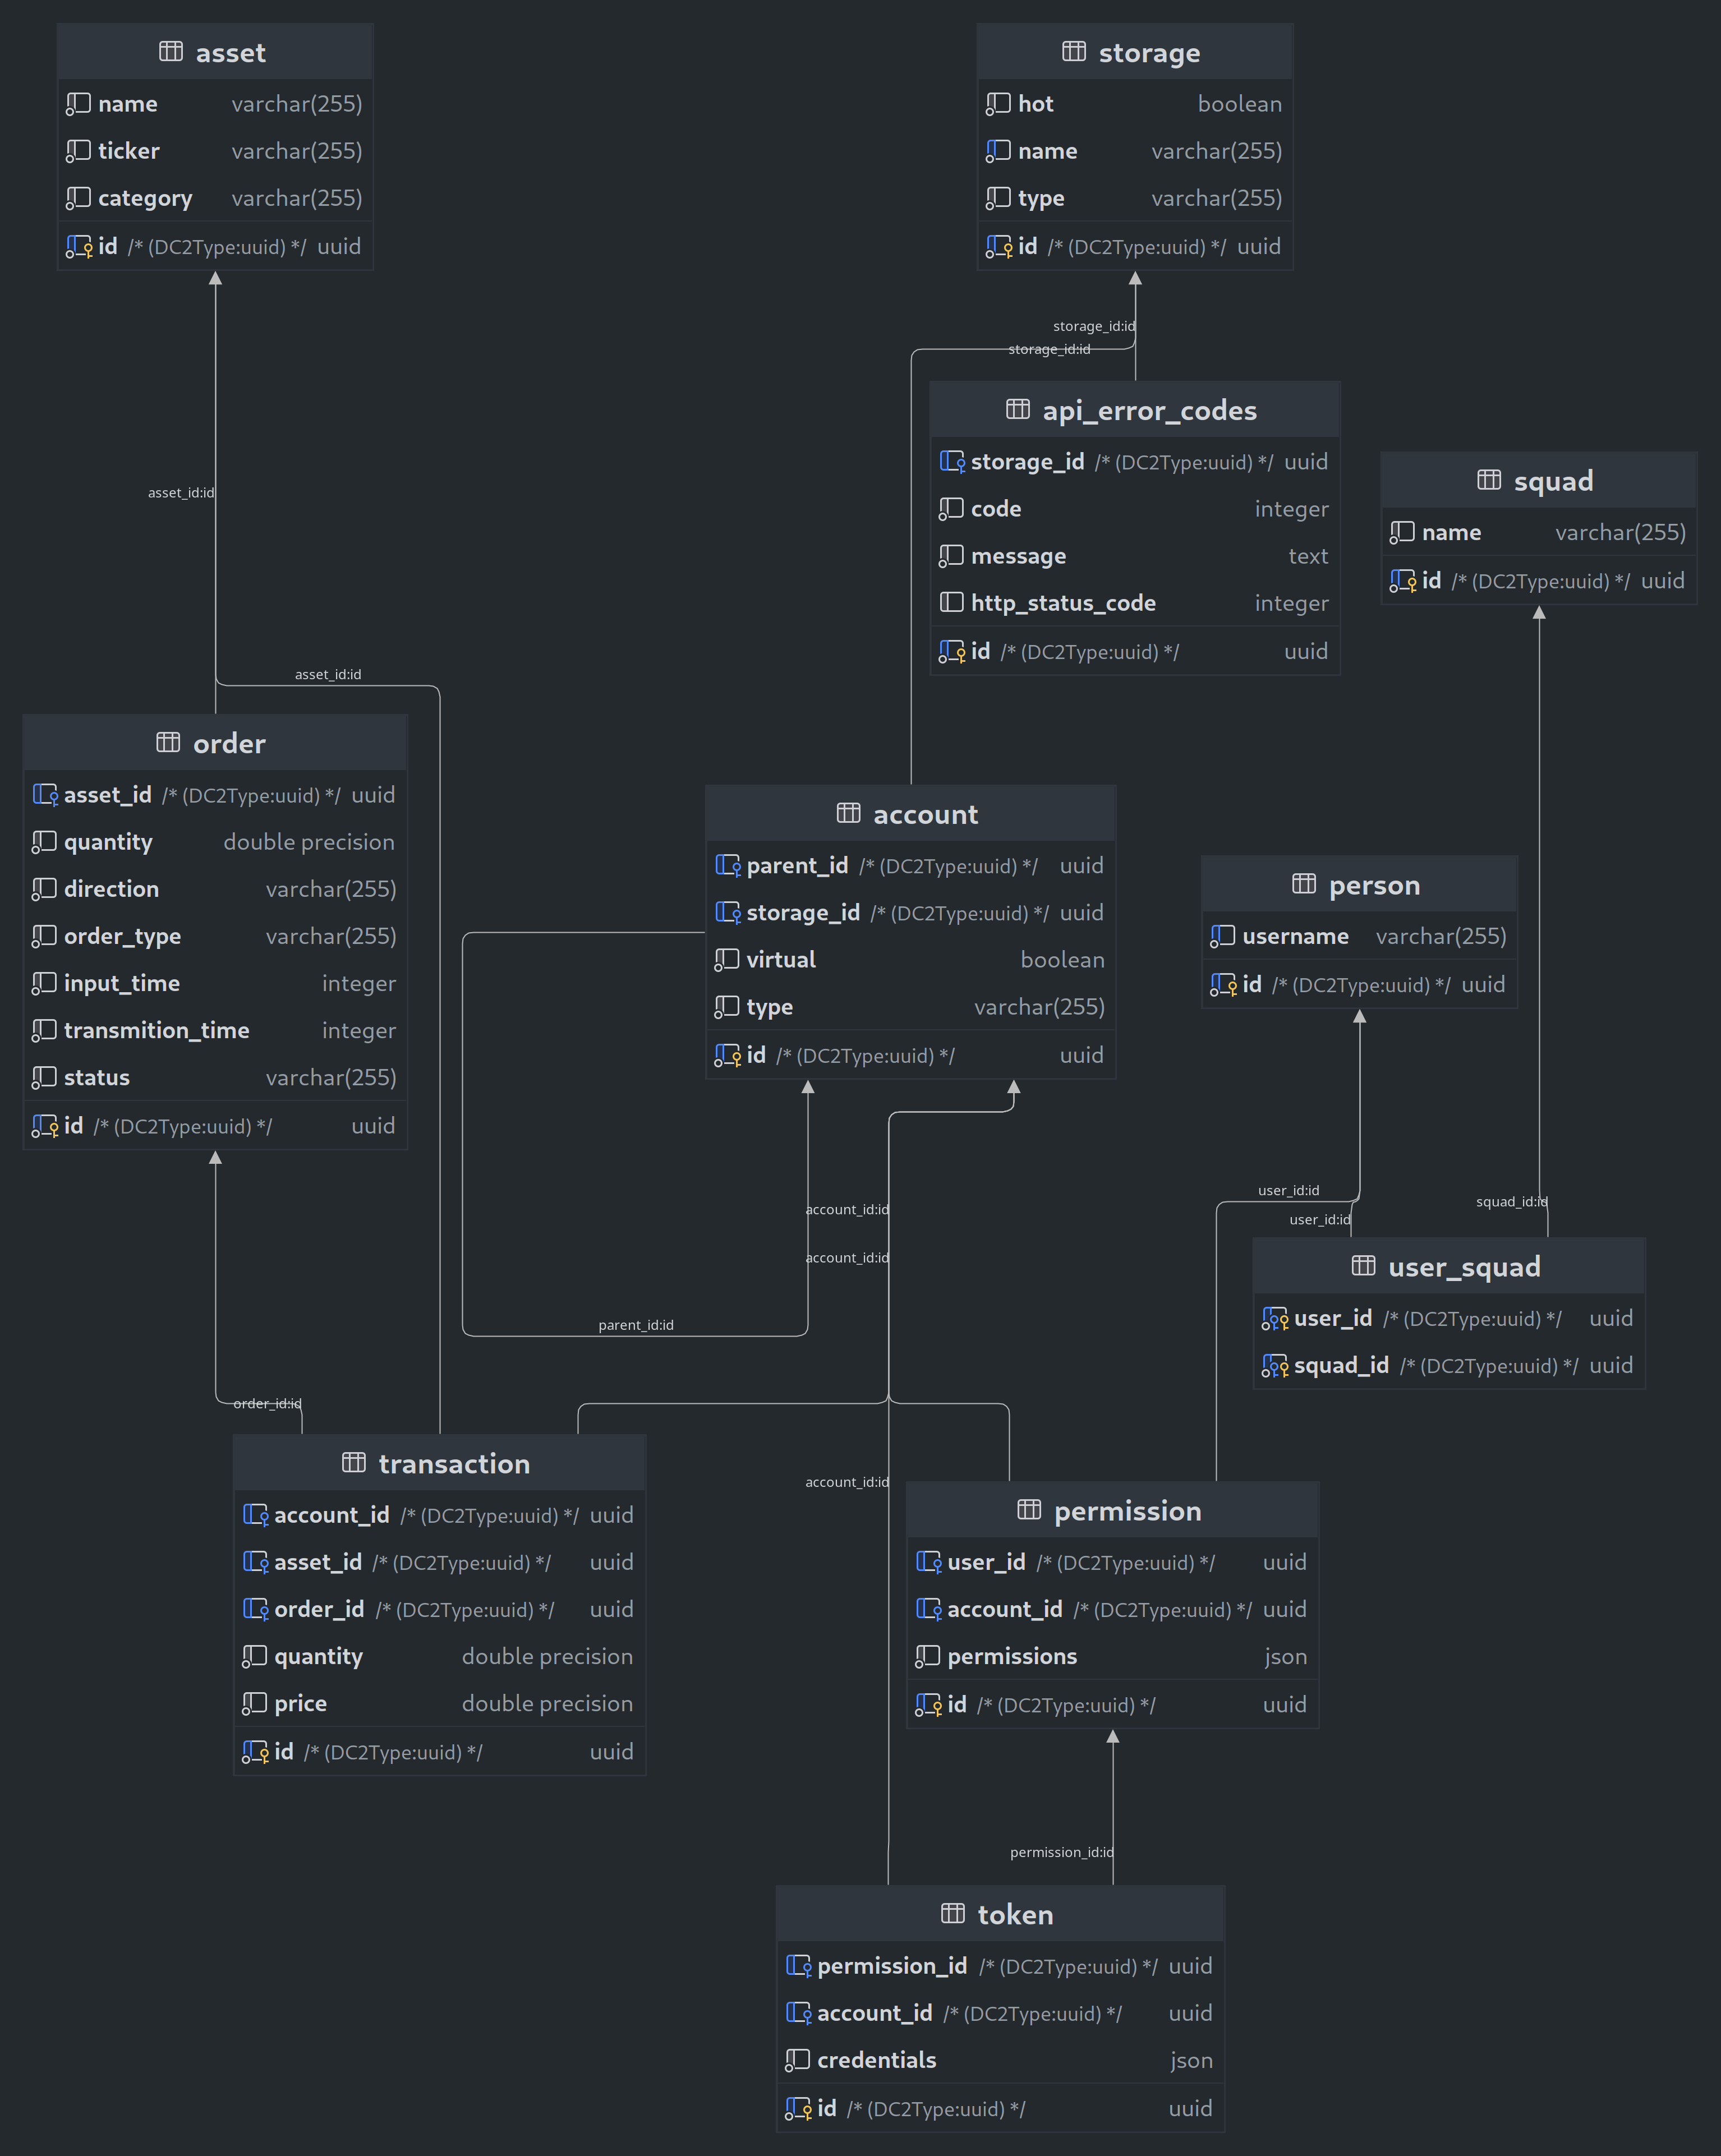 asset
name varchar(255)
ticker varchar(255)
category varchar(255)
id /* (DC2Type:uuid) */ uuid
storage
hot boolean
name varchar(255)
type varchar(255)
id /* (DC2Type:uuid) */ uuid
storage_id:id
storage_id:id
api_error_codes
storage_id /* (DC2Type:uuid) */ uuid
code integer
message text
http_status_code integer
id /* (DC2Type:uuid) */ uuid
squad
name varchar(255)
id /* (DC2Type:uuid) */ uuid
asset_id:id
asset_id:id
order
asset_id /* (DC2Type:uuid) */ uuid
quantity double precision
direction varchar(255)
order_type varchar(255)
input_time integer
transmition_time integer
status varchar(255)
id /* (DC2Type:uuid) */ uuid
account
parent_id /* (DC2Type:uuid) */ uuid
storage_id /* (DC2Type:uuid) */ uuid
virtual boolean
type varchar(255)
id /* (DC2Type:uuid) */ uuid
person
username varchar(255)
id /* (DC2Type:uuid) */ uuid
user_id:id
user_id:id
squad_id:id
account_id:id
account_id:id
user_squad
user_id /* (DC2Type:uuid) */ uuid
squad_id /* (DC2Type:uuid) */ uuid
parent_id:id
order_id:id
transaction
account_id /* (DC2Type:uuid) */ uuid
asset_id /* (DC2Type:uuid) */ uuid
order_id /* (DC2Type:uuid) */ uuid
quantity double precision
price double precision
id /* (DC2Type:uuid) */ uuid
account_id:id
permission
user_id /* (DC2Type:uuid) */ uuid
account_id /* (DC2Type:uuid) */ uuid
permissions json
id /* (DC2Type:uuid) */ uuid
permission_id:id
token
permission_id /* (DC2Type:uuid) */ uuid
account_id /* (DC2Type:uuid) */ uuid
credentials json
id /* (DC2Type:uuid) */ uuid